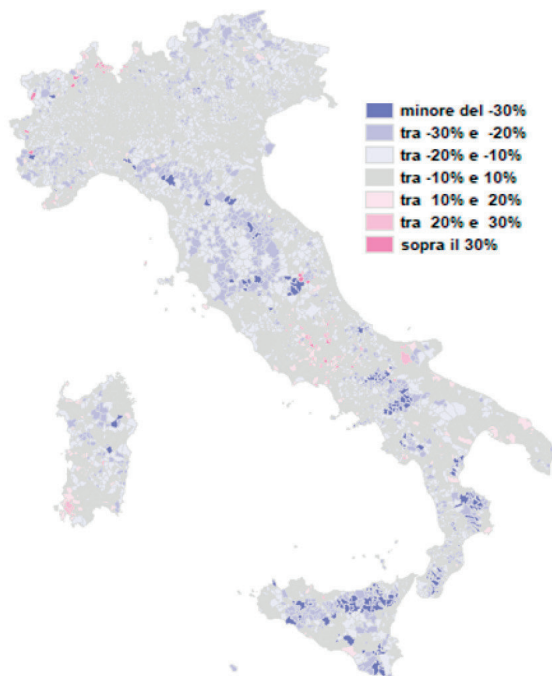 minore del -30%
tra -30% e -20%
tra -20% e -10%
tra -10% e 10%
tra 10% e 20%
tra 20% e 30%
sopra il 30%